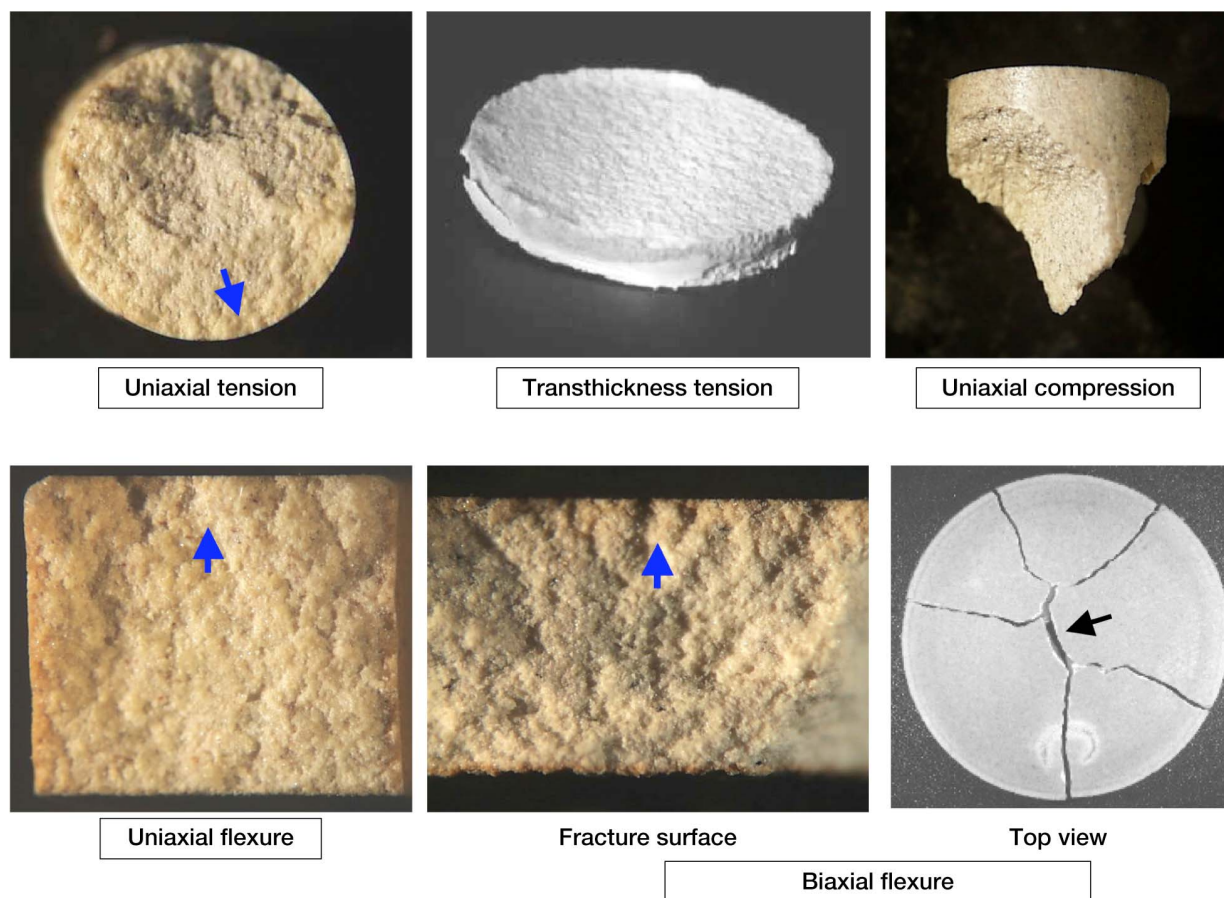 Uniaxial tension
Transthickness tension
Uniaxial compression
Uniaxial flexure
Fracture surface
Top view
Biaxial flexure